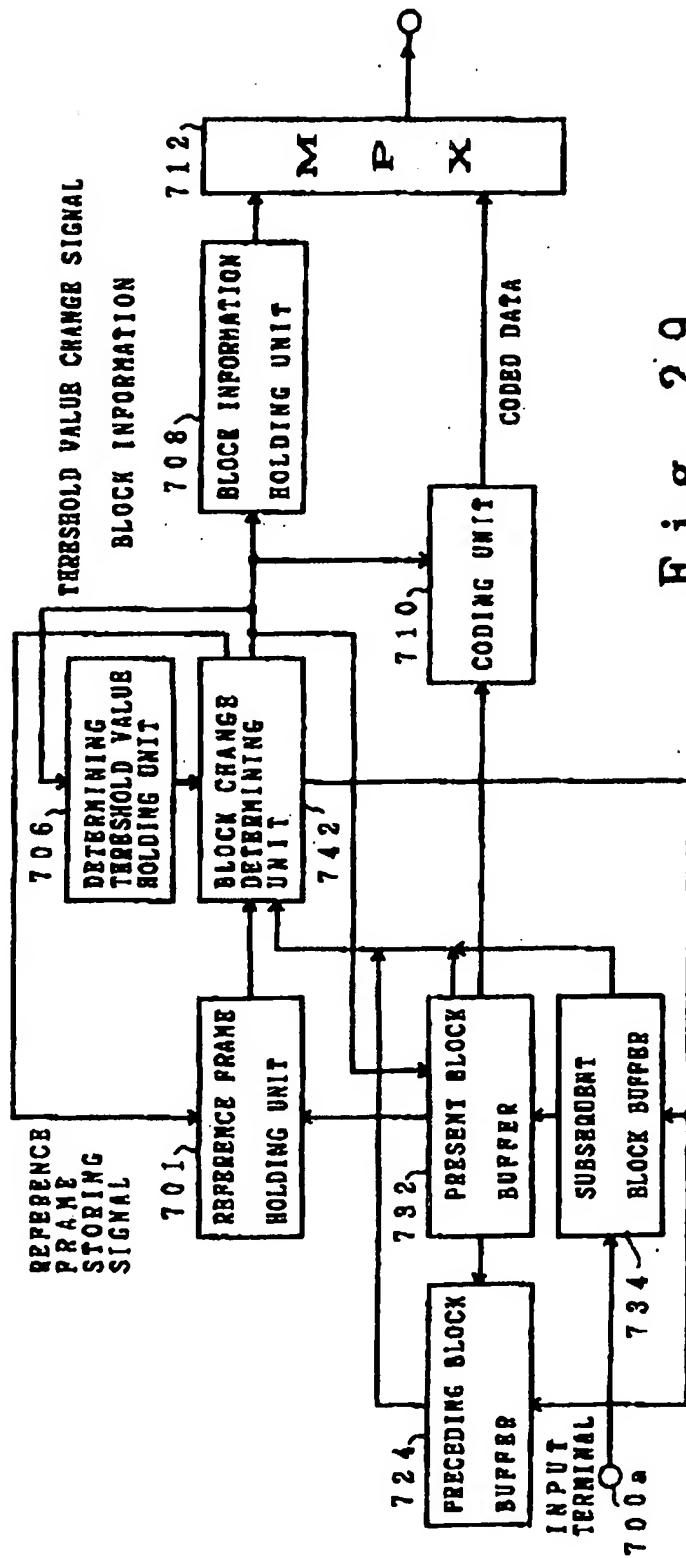 REFERENCE
FRAME
STORING
SIGNAL
THRESHOLD VALUE CHANGE SIGNAL
BLOCK INFORMATION
706
DETERMINING
THRESHOLD VALUE
HOLDING UNIT
701
REFERENCE FRAME
HOLDING UNIT
BLOCK CHANGE
DETERMINING
UNIT
742
708
BLOCK INFORMATION
HOLDING UNIT
712
M P X
724
PRECEDING BLOCK
BUFFER
732
PRESENT BLOCK
BUFFER
710
CODING UNIT
CODED DATA
SUBSEQUENT
BLOCK BUFFER
734
INPUT
TERMINAL
700a
Fig. 29